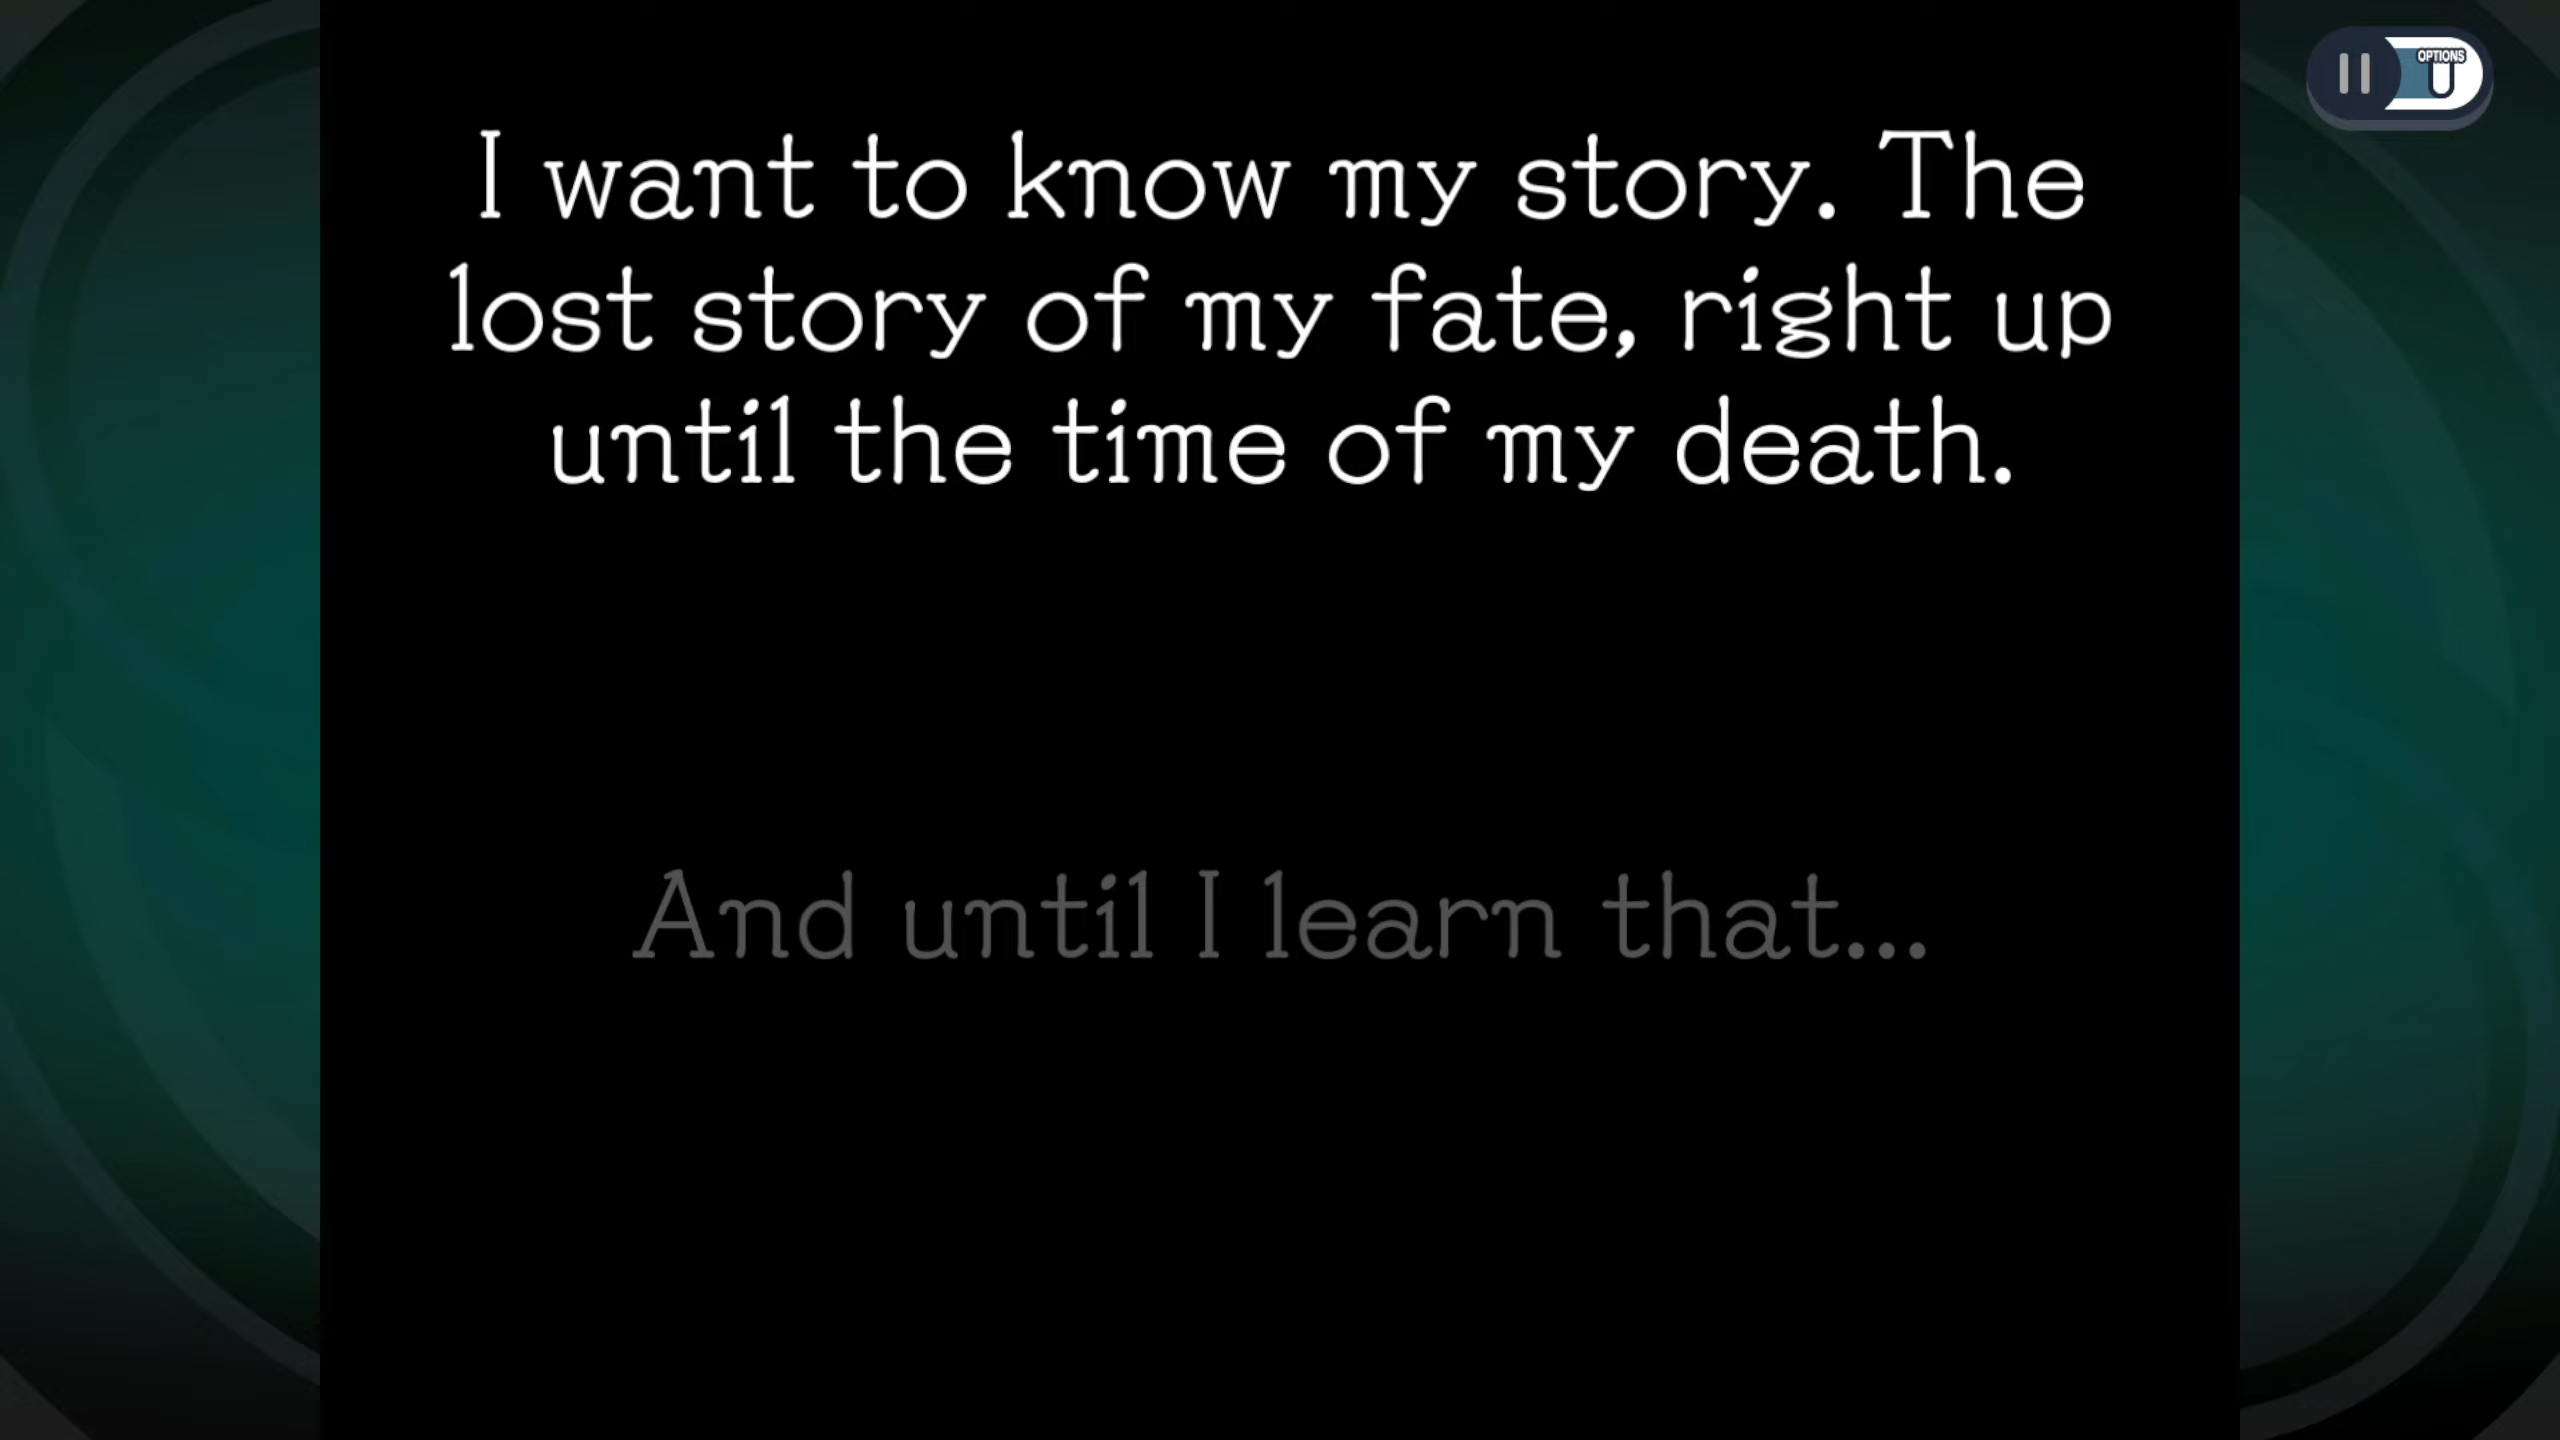 OPTIONS
I want to know my story. The
lost story of my fate, right up
until the time of my death.
And until I learn that...